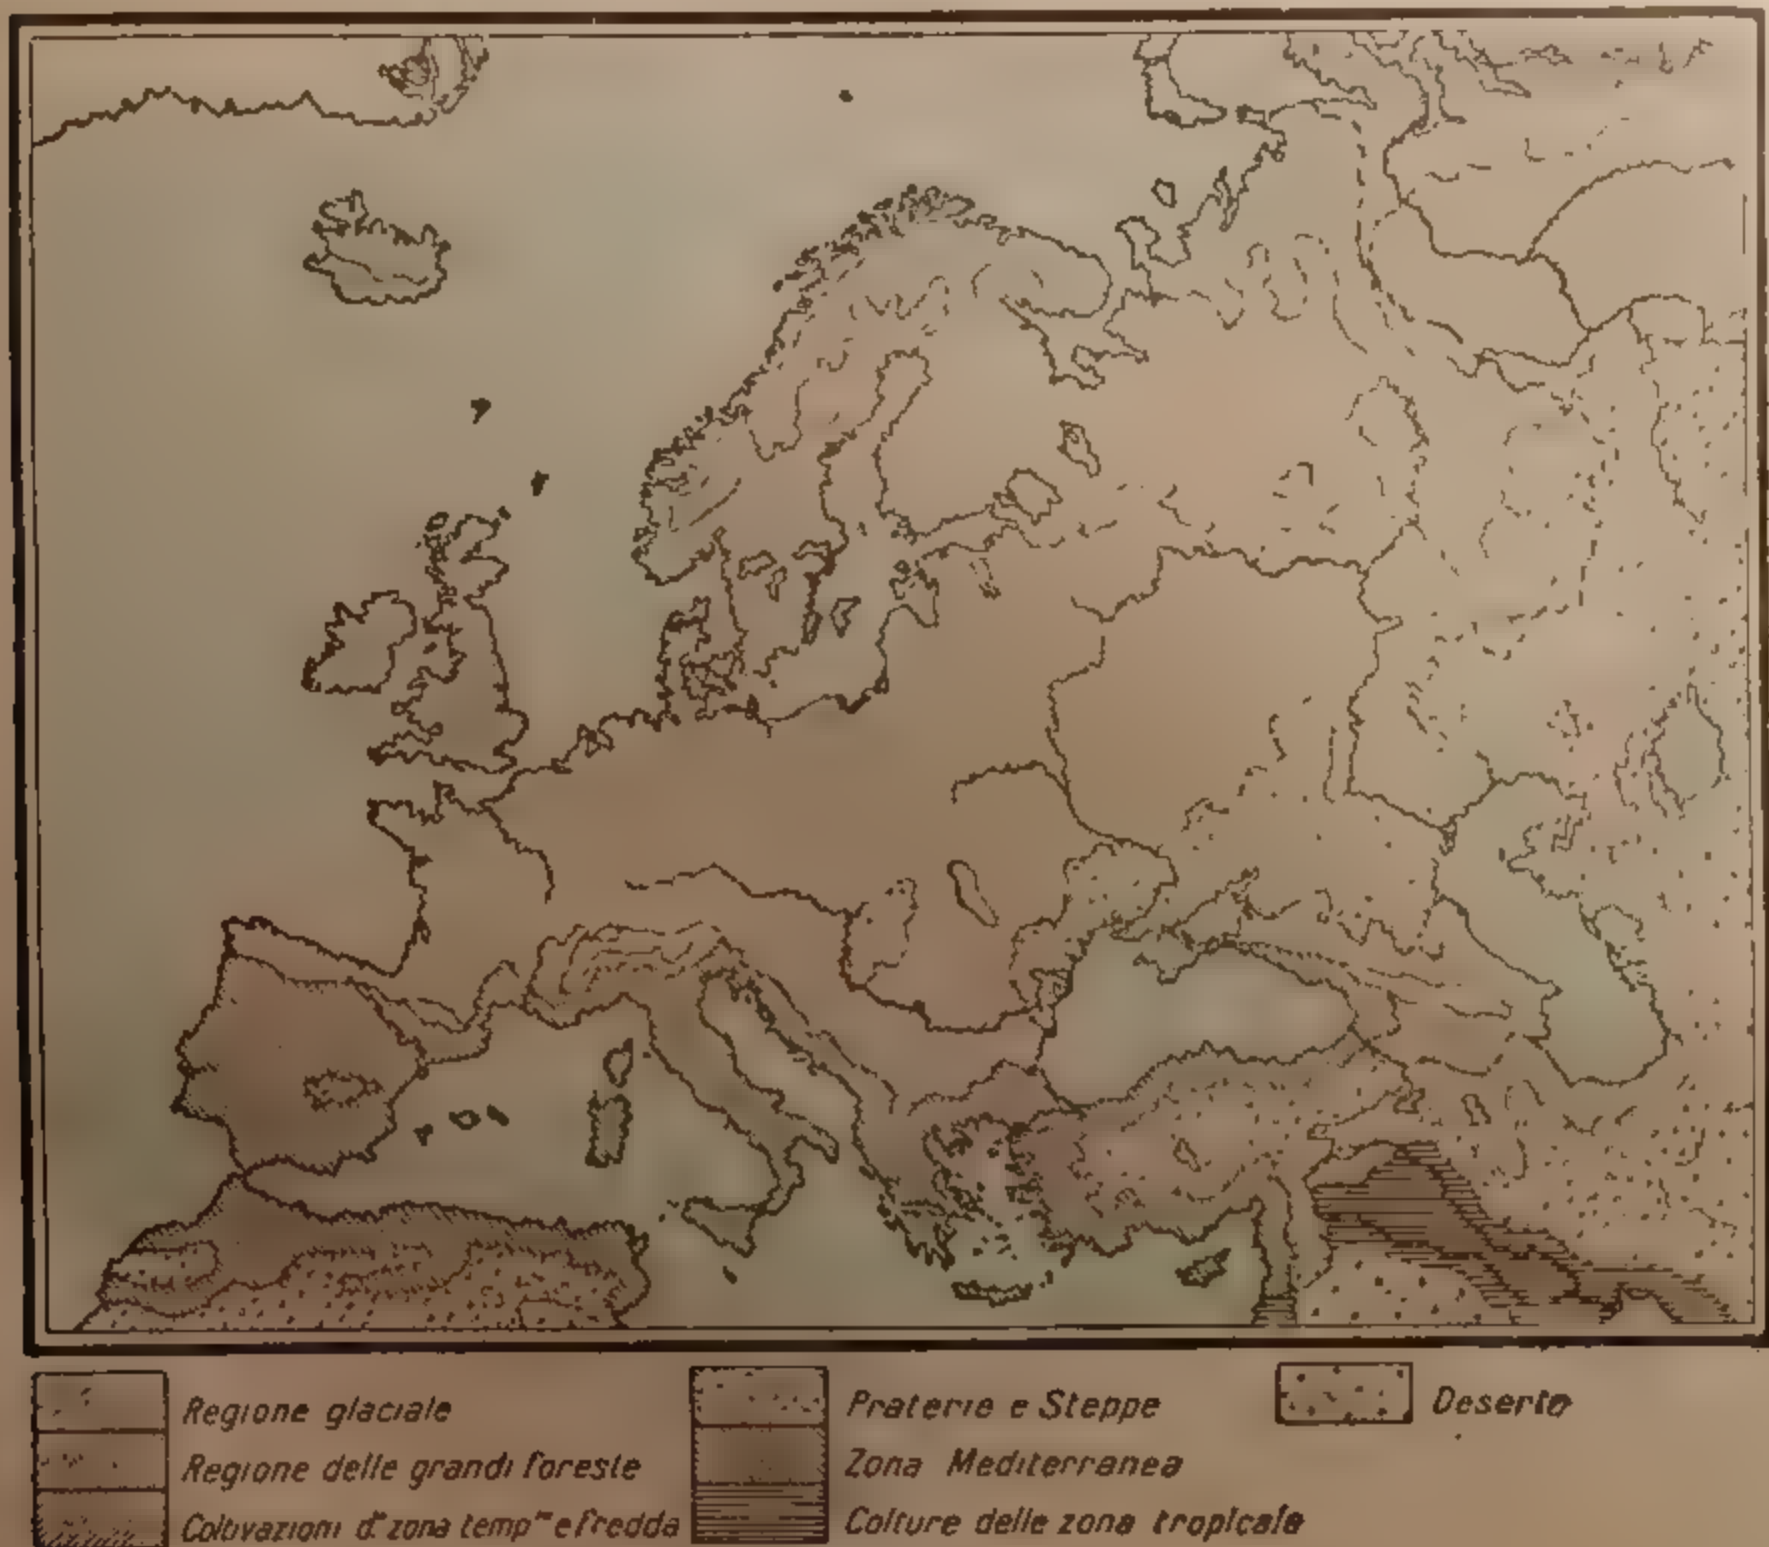 Regione glaciale
Regione delle grandi foreste
Coltivazioni d.ᵉ zona temp.ᵗᵉ e fredda
Praterie e Steppe
Zona Mediterranea
Colture delle zona tropicale
Deserto